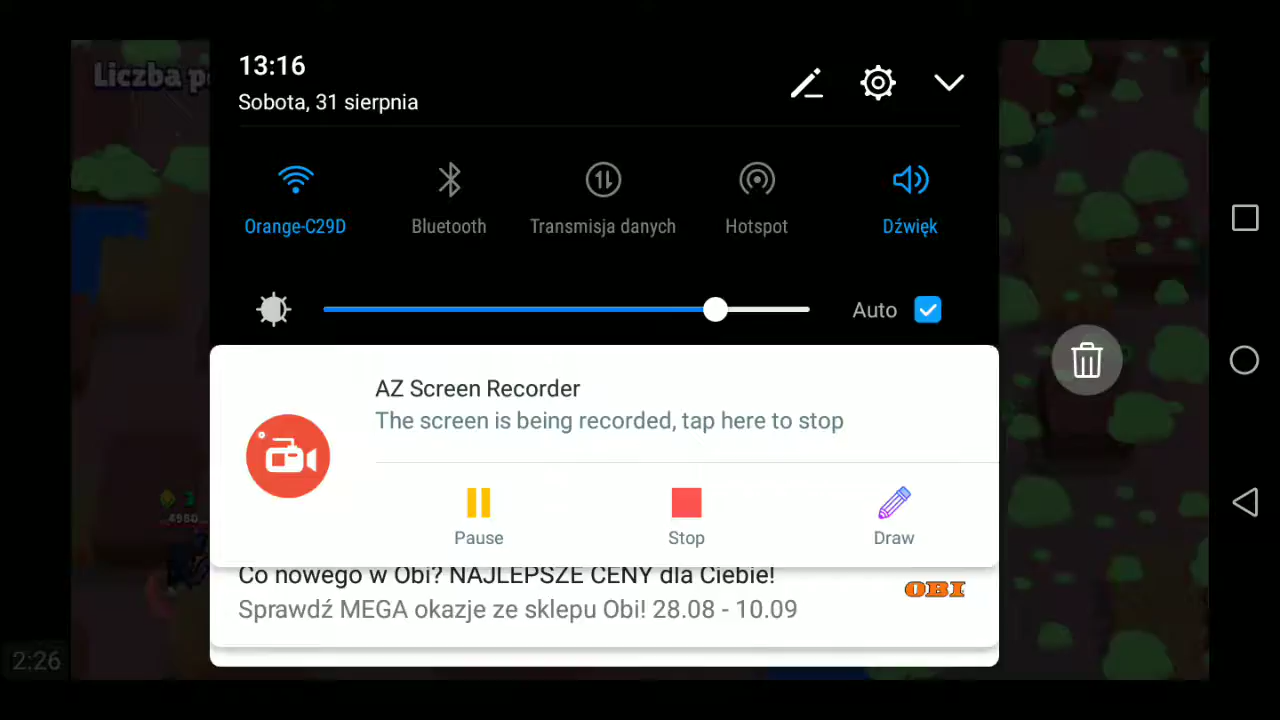 13:16
Sobota, 31 sierpnia
Liczba p
Orange-C29D
Bluetooth
Transmisja danych
Hotspot
Dźwięk
Auto
AZ Screen Recorder
The screen is being recorded, tap here to stop
Pause
Stop
Draw
Co nowego w Obi? NAJLEPSZE CENY dla Ciebie!
Sprawdź MEGA okazje ze sklepu Obi! 28.08 - 10.09
OBI
2:26